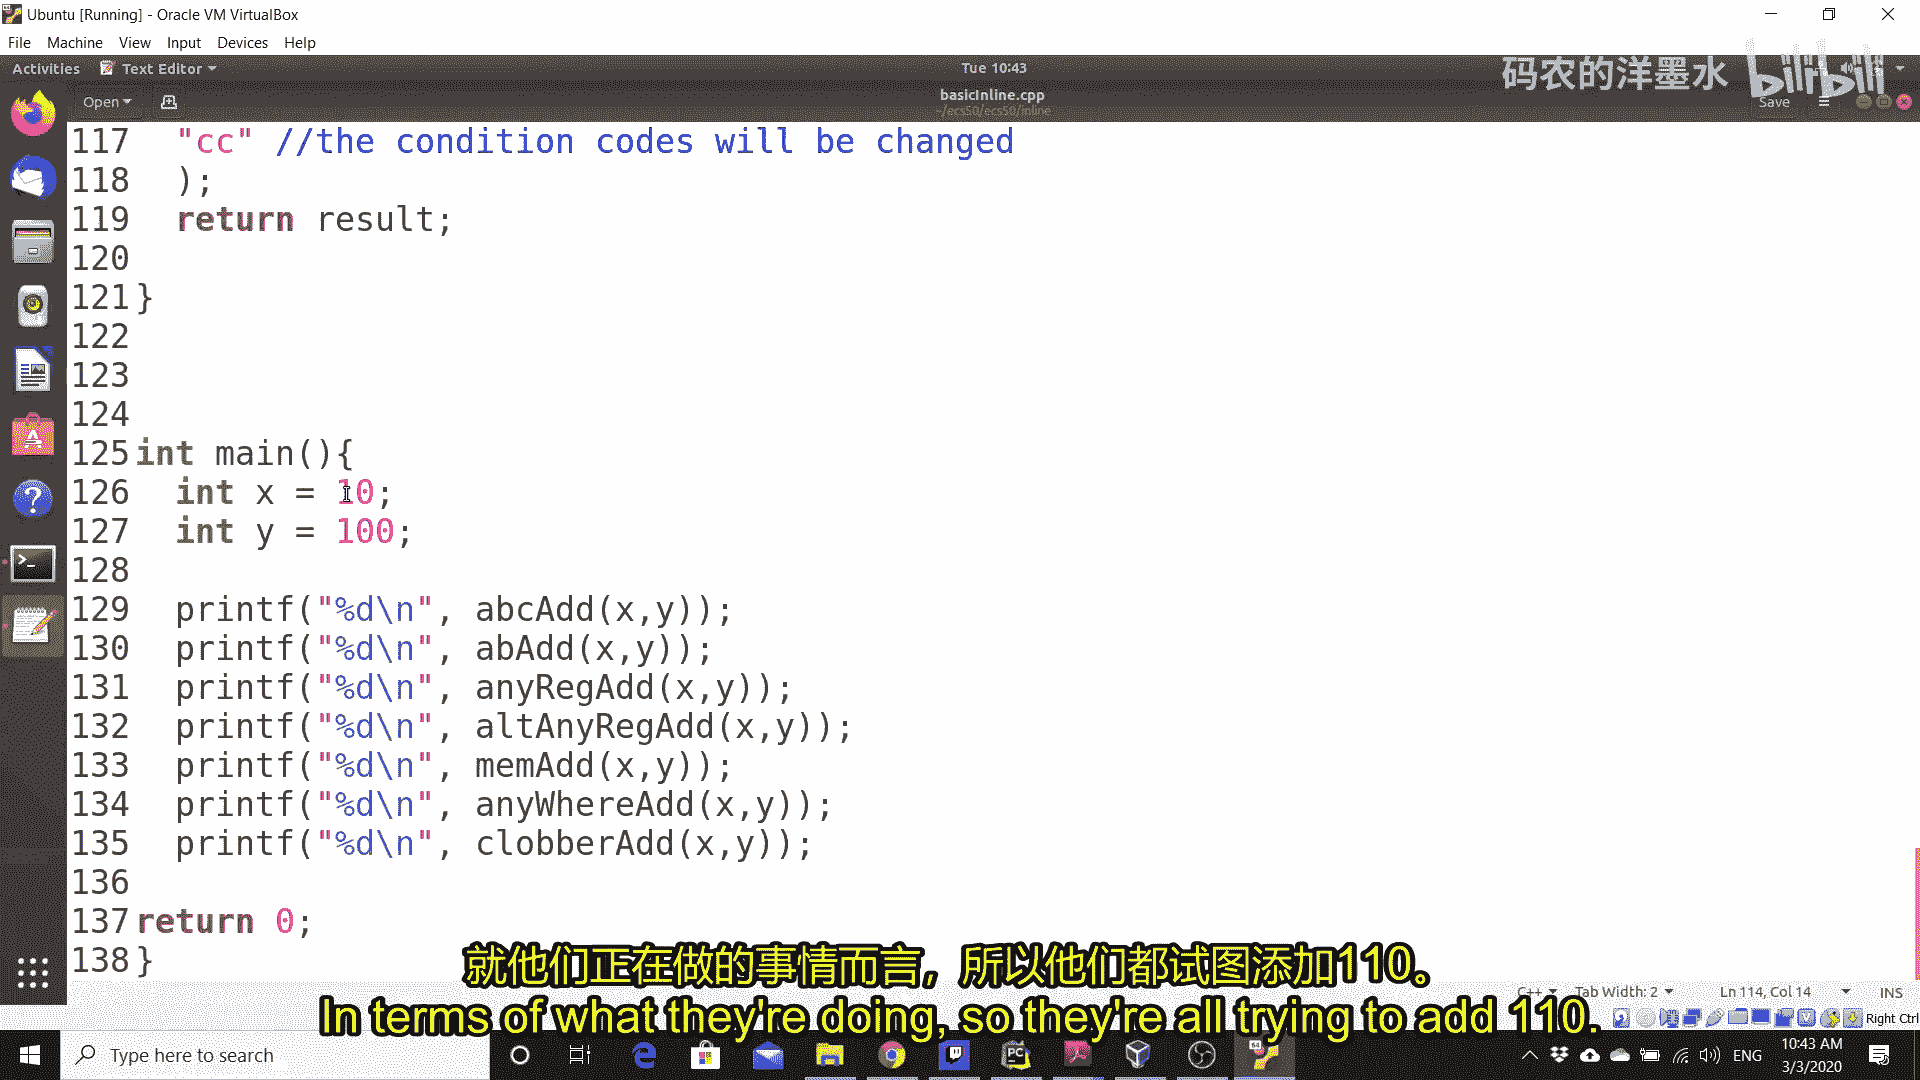 Ubuntu [Running] - Oracle VM VirtualBox
File Machine View Input Devices Help
Activities Text Editor Tue 10:43
码农的洋墨水 bilibili
Open basicInline.cpp Save
~/ecs50/ecs50/inline
117 "cc" //the condition codes will be changed
118 );
119 return result;
120
121 }
122
123
124
125 int main(){
126 int x = 10;
127 int y = 100;
128
129 printf("%d\n", abcAdd(x,y));
130 printf("%d\n", abAdd(x,y));
131 printf("%d\n", anyRegAdd(x,y));
132 printf("%d\n", altAnyRegAdd(x,y));
133 printf("%d\n", memAdd(x,y));
134 printf("%d\n", anyWhereAdd(x,y));
135 printf("%d\n", clobberAdd(x,y));
136
137 return 0;
138 }
就他们正在做的事情而言，所以他们都试图添加110。
C++ Tab Width: 2 Ln 114, Col 14 INS
In terms of what they're doing, so they're all trying to add 110.
Right Ctrl
Type here to search
ENG
10:43 AM
3/3/2020